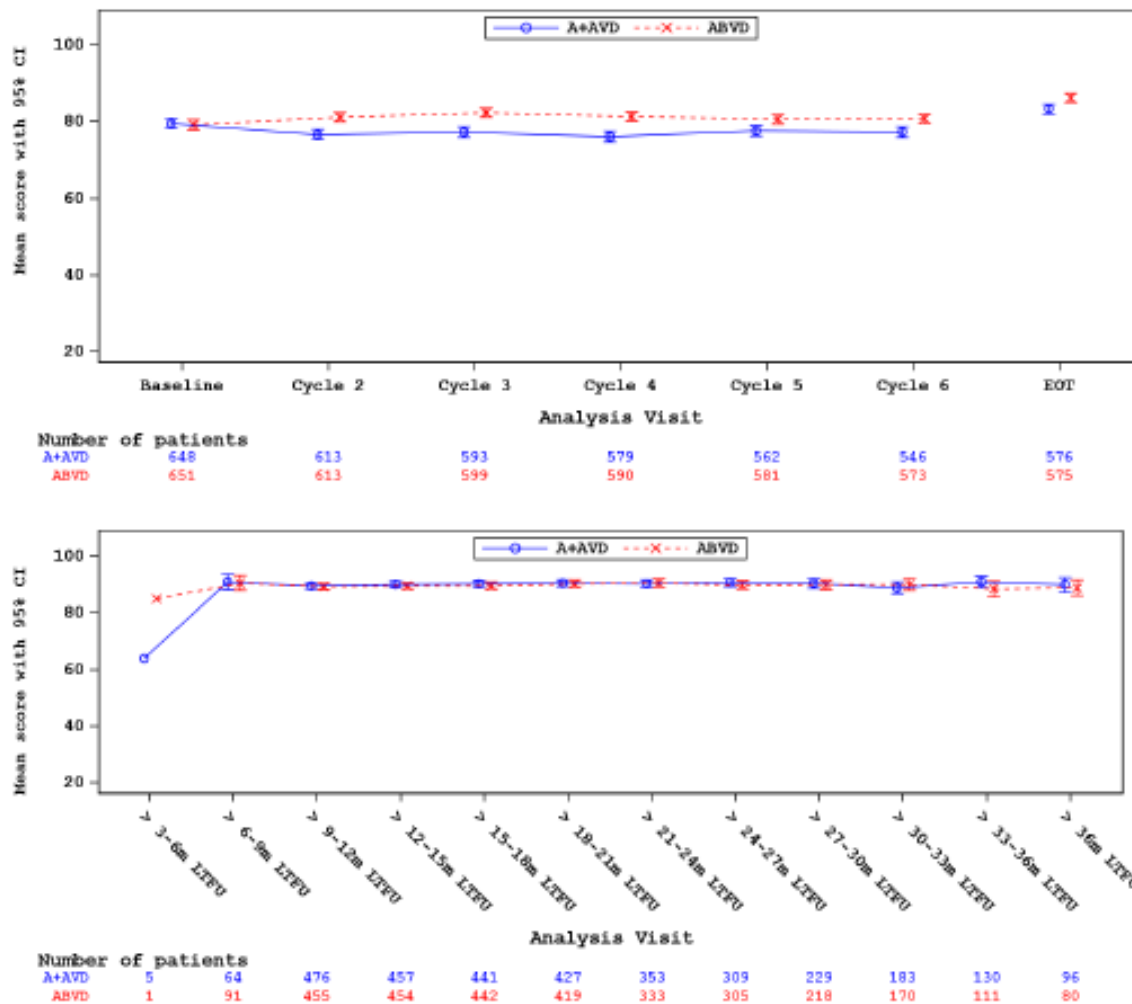 A+AVD ABVD
Mean score with 95% CI
100
80
60
40
20
Baseline Cycle 2 Cycle 3 Cycle 4 Cycle 5 Cycle 6 EOT
Analysis Visit
Number of patients
A+AVD 648 613 593 579 562 546 576
ABVD 651 613 599 590 581 573 575
A+AVD ABVD
Mean score with 95% CI
100
80
60
40
20
> 3-6m LTFU > 6-9m LTFU > 9-12m LTFU > 12-15m LTFU > 15-18m LTFU > 18-21m LTFU > 21-24m LTFU > 24-27m LTFU > 27-30m LTFU > 30-33m LTFU > 33-36m LTFU > 36m LTFU
Analysis Visit
Number of patients
A+AVD 5 64 476 457 441 427 353 309 229 183 130 96
ABVD 1 91 455 454 442 419 333 305 218 170 111 80